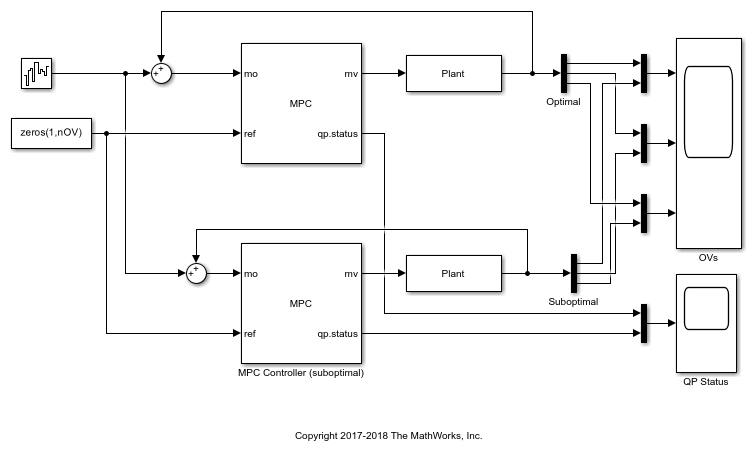 mo
mv
Plant
MPC
Optimal
zeros(1,nOV)
ref
qp.status
OVs
mo
mv
Plant
MPC
Suboptimal
ref
qp.status
MPC Controller (suboptimal)
QP Status
Copyright 2017-2018 The MathWorks, Inc.